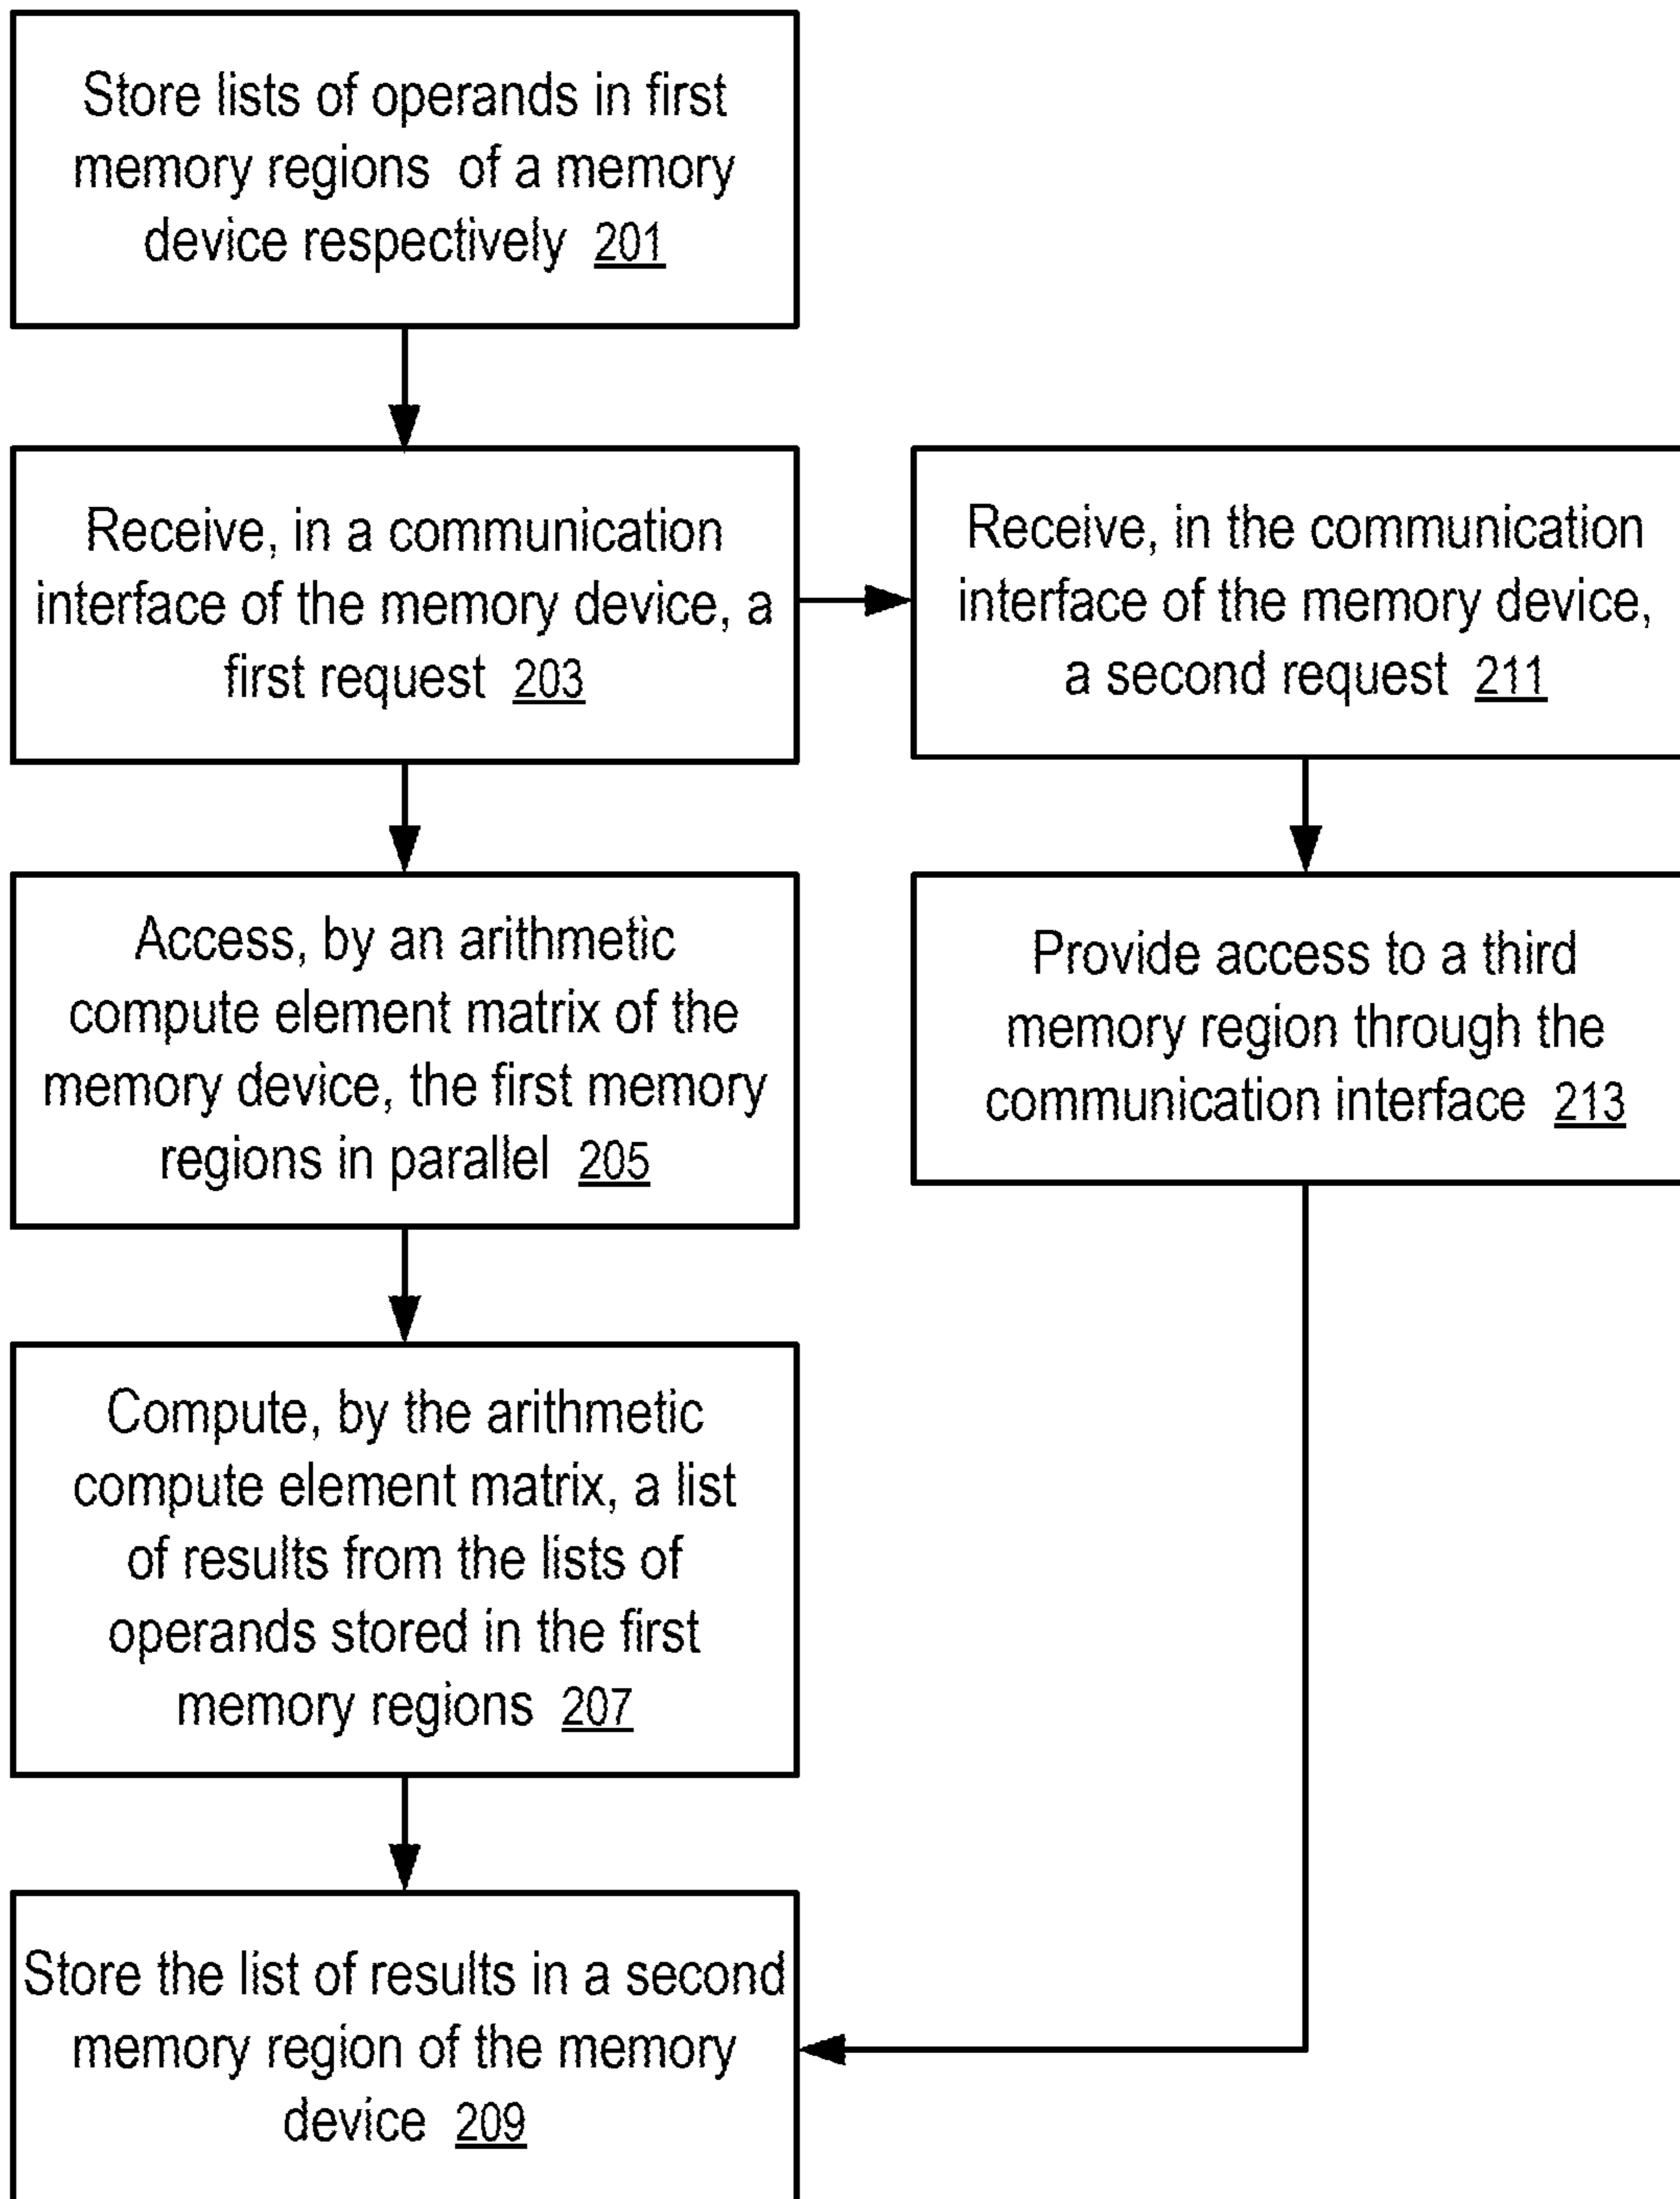 Store lists of operands in first
memory regions of a memory
device respectively 201
Receive, in a communication
interface of the memory device, a
first request 203
Receive, in the communication
interface of the memory device,
a second request 211
Access, by an arithmetic
compute element matrix of the
memory device, the first memory
regions in parallel 205
Provide access to a third
memory region through the
communication interface 213
Compute, by the arithmetic
compute element matrix, a list
of results from the lists of
operands stored in the first
memory regions 207
Store the list of results in a second
memory region of the memory
device 209